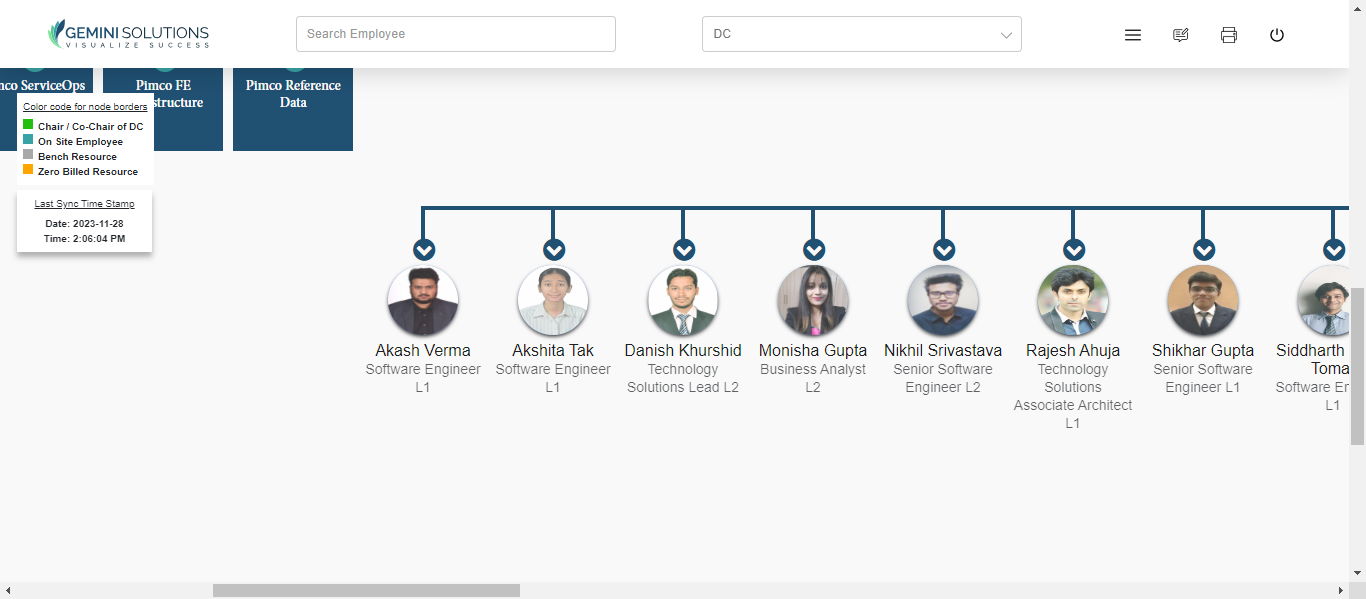 GEMINI SOLUTIONS
VISUALIZE SUCCESS
Search Employee
DC
mco ServiceOps
Pimco FE
structure
Pimco Reference
Data
Color code for node borders
Chair / Co-Chair of DC
On Site Employee
Bench Resource
Zero Billed Resource
Last Sync Time Stamp
Date: 2023-11-28
Time: 2:06:04 PM
Akash Verma
Software Engineer
L1
Akshita Tak
Software Engineer
L1
Danish Khurshid
Technology
Solutions Lead L2
Monisha Gupta
Business Analyst
L2
Nikhil Srivastava
Senior Software
Engineer L2
Rajesh Ahuja
Technology
Solutions
Associate Architect
L1
Shikhar Gupta
Senior Software
Engineer L1
Siddharth
Toma
Software Er
L1